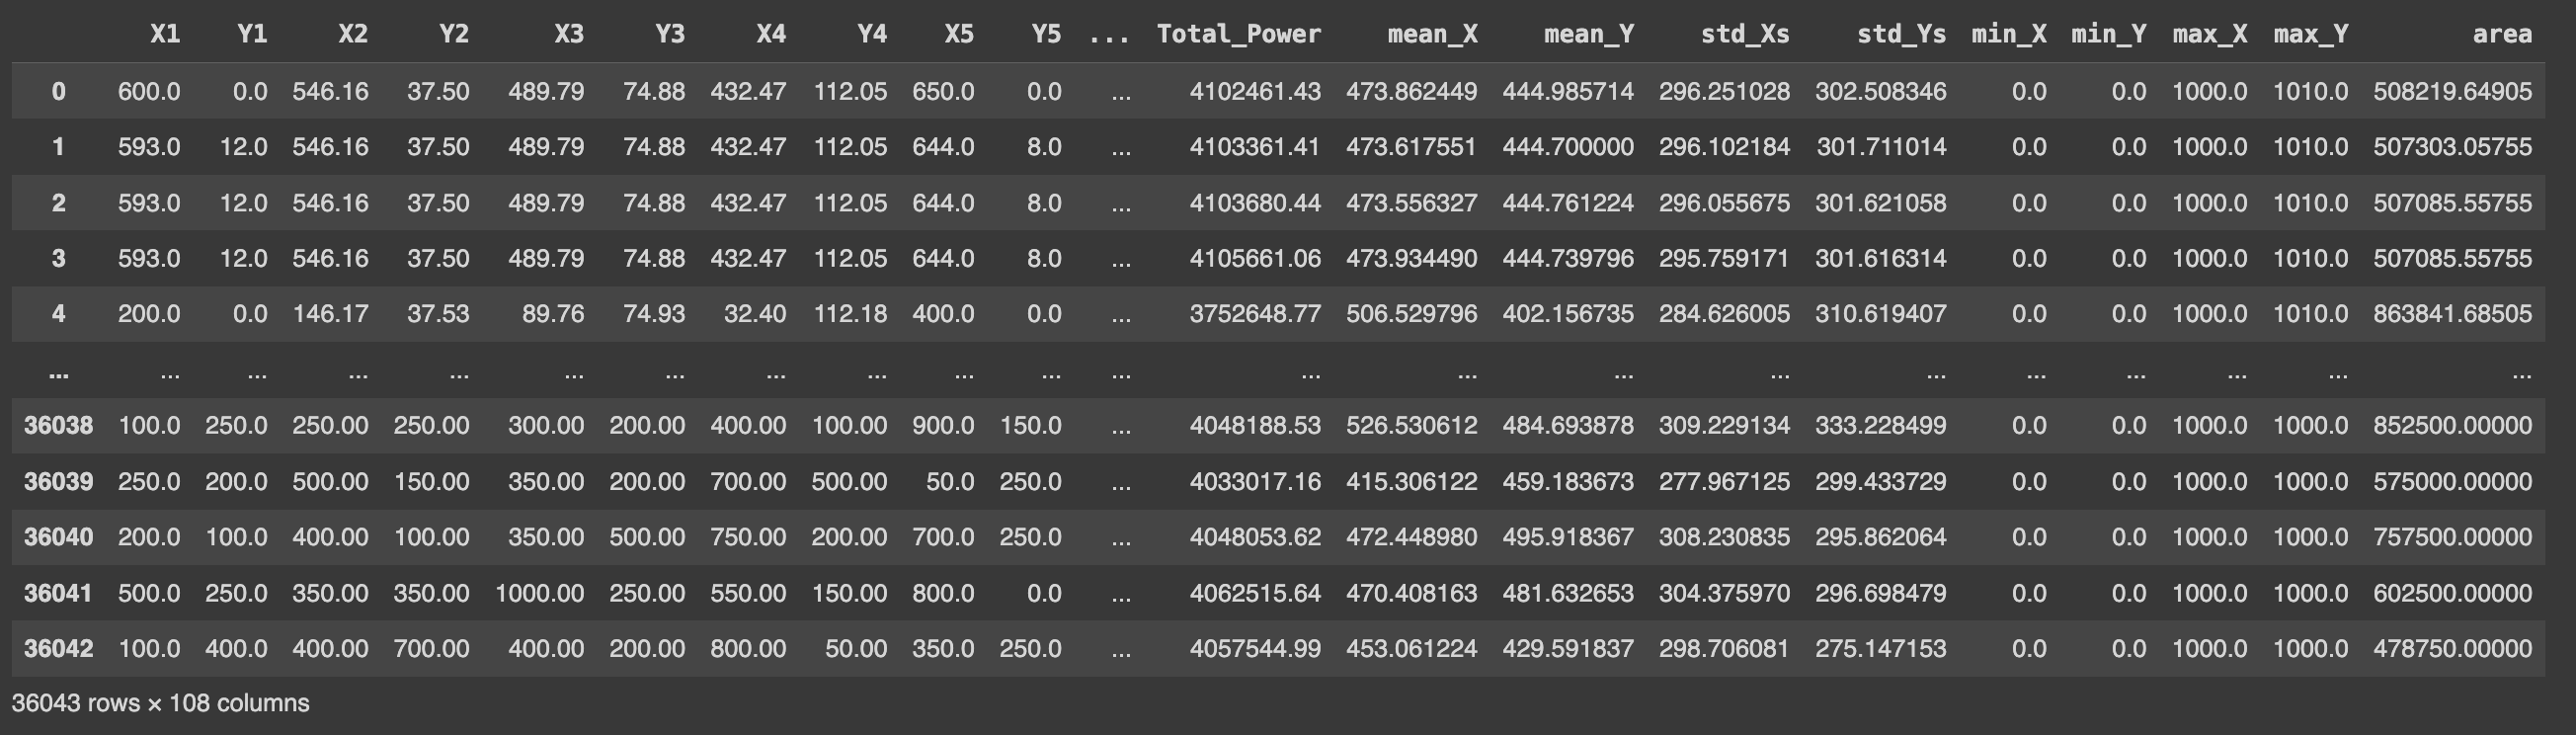 X1 Y1 X2 Y2 X3 Y3 X4 Y4 X5 Y5 ... Total_Power mean_X mean_Y std_Xs std_Ys min_X min_Y max_X max_Y area
0 600.0 0.0 546.16 37.50 489.79 74.88 432.47 112.05 650.0 0.0 ... 4102461.43 473.862449 444.985714 296.251028 302.508346 0.0 0.0 1000.0 1010.0 508219.64905
1 593.0 12.0 546.16 37.50 489.79 74.88 432.47 112.05 644.0 8.0 ... 4103361.41 473.617551 444.700000 296.102184 301.711014 0.0 0.0 1000.0 1010.0 507303.05755
2 593.0 12.0 546.16 37.50 489.79 74.88 432.47 112.05 644.0 8.0 ... 4103680.44 473.556327 444.761224 296.055675 301.621058 0.0 0.0 1000.0 1010.0 507085.55755
3 593.0 12.0 546.16 37.50 489.79 74.88 432.47 112.05 644.0 8.0 ... 4105661.06 473.934490 444.739796 295.759171 301.616314 0.0 0.0 1000.0 1010.0 507085.55755
4 200.0 0.0 146.17 37.53 89.76 74.93 32.40 112.18 400.0 0.0 ... 3752648.77 506.529796 402.156735 284.626005 310.619407 0.0 0.0 1000.0 1010.0 863841.68505
... ... ... ... ... ... ... ... ... ... ... ... ... ... ... ... ... ... ... ... ... ...
36038 100.0 250.0 250.00 250.00 300.00 200.00 400.00 100.00 900.0 150.0 ... 4048188.53 526.530612 484.693878 309.229134 333.228499 0.0 0.0 1000.0 1000.0 852500.00000
36039 250.0 200.0 500.00 150.00 350.00 200.00 700.00 500.00 50.0 250.0 ... 4033017.16 415.306122 459.183673 277.967125 299.433729 0.0 0.0 1000.0 1000.0 575000.00000
36040 200.0 100.0 400.00 100.00 350.00 500.00 750.00 200.00 700.0 250.0 ... 4048053.62 472.448980 495.918367 308.230835 295.862064 0.0 0.0 1000.0 1000.0 757500.00000
36041 500.0 250.0 350.00 350.00 1000.00 250.00 550.00 150.00 800.0 0.0 ... 4062515.64 470.408163 481.632653 304.375970 296.698479 0.0 0.0 1000.0 1000.0 602500.00000
36042 100.0 400.0 400.00 700.00 400.00 200.00 800.00 50.00 350.0 250.0 ... 4057544.99 453.061224 429.591837 298.706081 275.147153 0.0 0.0 1000.0 1000.0 478750.00000
36043 rows × 108 columns